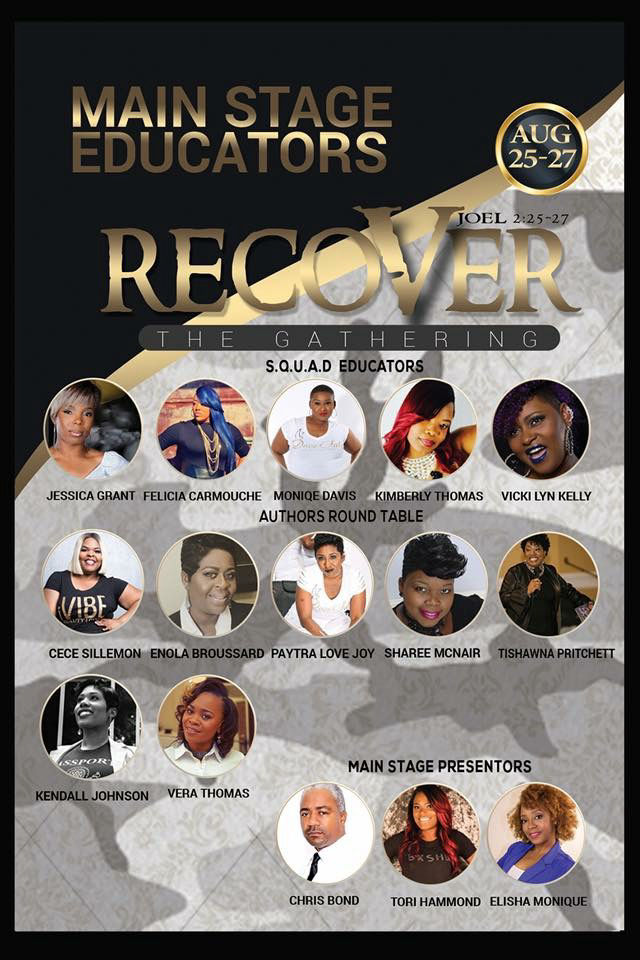 MAIN STAGE
EDUCATORS
AUG
25-27
JOEL 2:25-27
RECOVER
THE GATHERING
S.Q.U.A.D EDUCATORS
JESSICA GRANT FELICIA CARMOUCHE MONIQE DAVIS KIMBERLY THOMAS VICKI LYN KELLY
AUTHORS ROUND TABLE
VIBE
CECE SILLEMON ENOLA BROUSSARD PAYTRA LOVE JOY SHAREE MCNAIR TISHAWNA PRITCHETT
SSPOR
KENDALL JOHNSON VERA THOMAS
MAIN STAGE PRESENTORS
CHRIS BOND TORI HAMMOND ELISHA MONIQUE